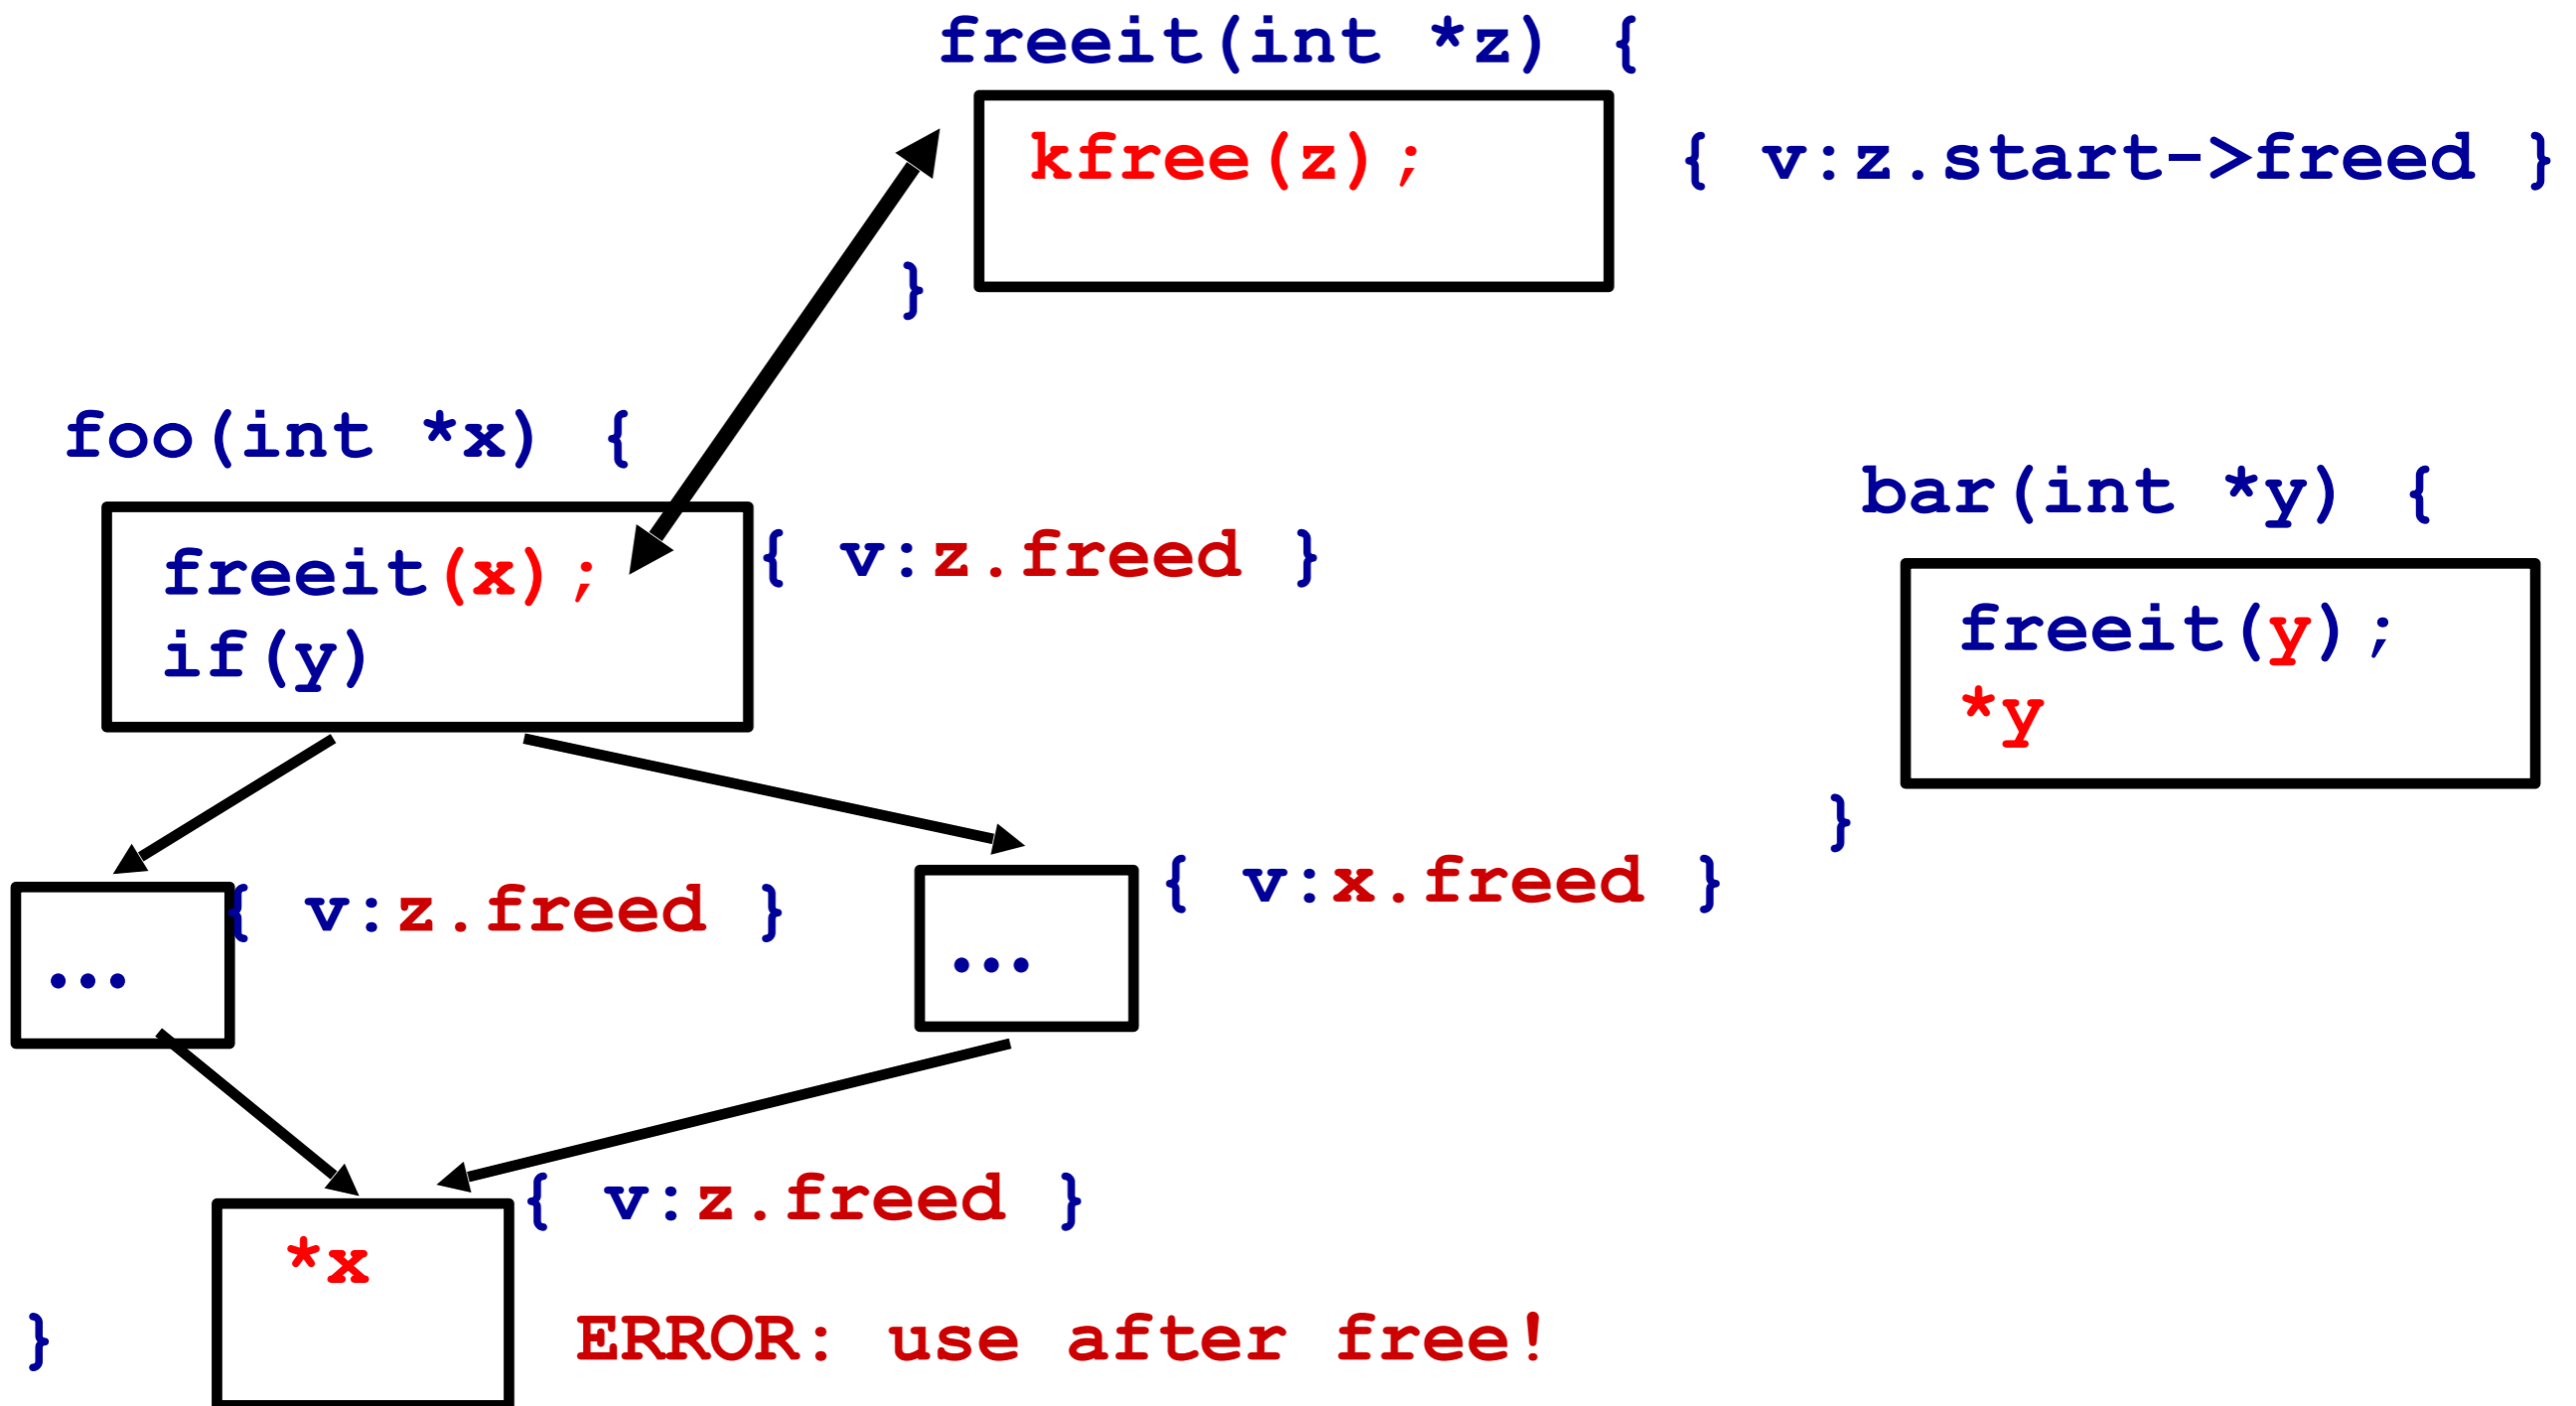 freeit(int *z) {
kfree(z);
{ v:z.start->freed }
}
foo(int *x) {
freeit(x);
if(y)
{ v:z.freed }
bar(int *y) {
freeit(y);
*y
}
{ v:z.freed }
...
{ v:x.freed }
...
{ v:z.freed }
*x
ERROR: use after free!
}